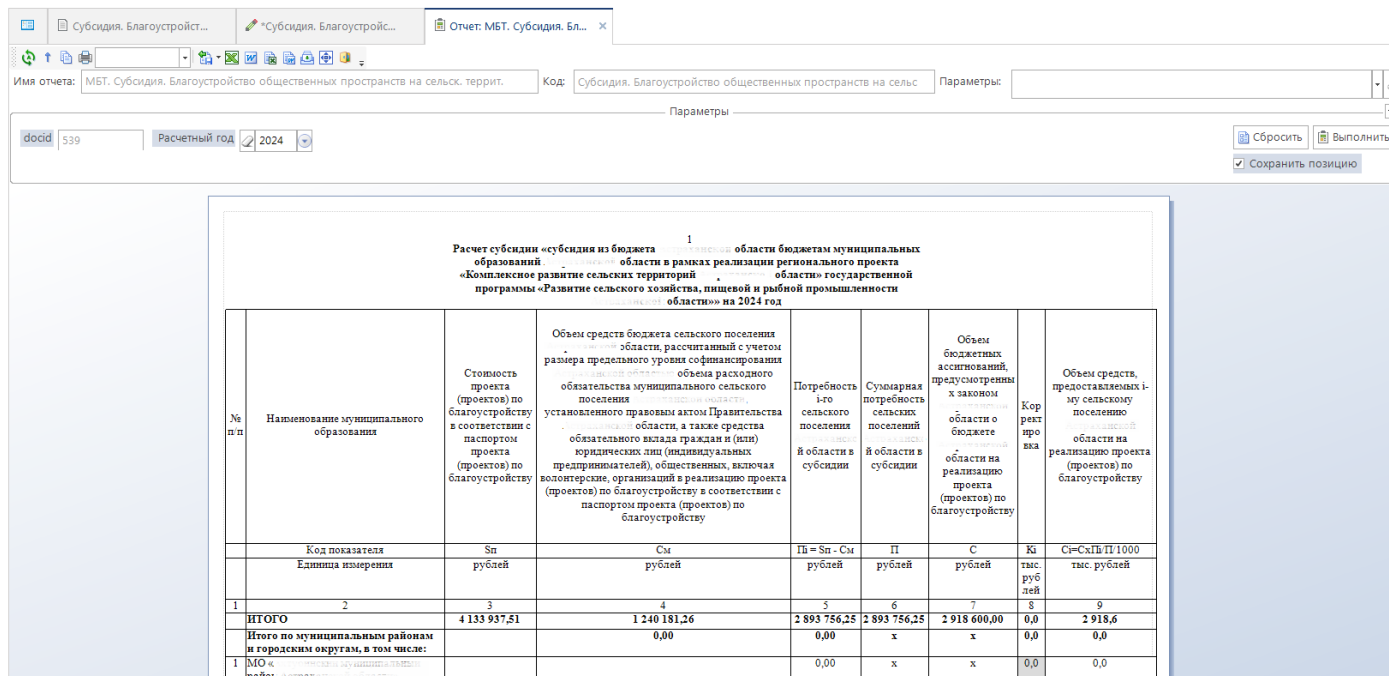 Субсидия. Благоустройст...
*Субсидия. Благоустройс...
Отчет: МБТ. Субсидия. Бл...
Имя отчета: МБТ. Субсидия. Благоустройство общественных пространств на сельск. террит. Код: Субсидия. Благоустройство общественных пространств на сельс Параметры:
Параметры
docid 539 Расчетный год 2024 Сбросить Выполнить
Сохранить позицию
1
Расчет субсидии «субсидия из бюджета области бюджетам муниципальных
образований области в рамках реализации регионального проекта
«Комплексное развитие сельских территорий области» государственной
программы «Развитие сельского хозяйства, пищевой и рыбной промышленности
области»» на 2024 год
№
п/п
Наименование муниципального
образования
Стоимость
проекта
(проектов) по
благоустройству
в соответствии с
паспортом
проекта
(проектов) по
благоустройству
Объем средств бюджета сельского поселения
области, рассчитанный с учетом
размера предельного уровня софинансирования
объема расходного
обязательства муниципального сельского
поселения
установленного правовым актом Правительства
области, а также средства
обязательного вклада граждан и (или)
юридических лиц (индивидуальных
предпринимателей), общественных, включая
волонтерские, организаций в реализацию проекта
(проектов) по благоустройству в соответствии с
паспортом проекта (проектов) по
благоустройству
Потребность
i-го
сельского
поселения
й области в
субсидии
Суммарная
потребность
сельских
поселений
й области в
субсидии
Объем
бюджетных
ассигнований,
предусмотренны
х законом
области о
бюджете
области на
реализацию
проекта
(проектов) по
благоустройству
Кор
рект
иро
вка
Объем средств,
предоставляемых i-
му сельскому
поселению
области на
реализацию проекта
(проектов) по
благоустройству
Код показателя Sп См Пi = Sп - См П С Кi Ci=СxПi/П/1000
Единица измерения рублей рублей рублей рублей рублей тыс. руб лей тыс. рублей
1 2 3 4 5 6 7 8 9
ИТОГО 4 133 937,51 1 240 181,26 2 893 756,25 2 893 756,25 2 918 600,00 0,0 2 918,6
Итого по муниципальным районам
и городским округам, в том числе: 0,00 0,00 x x 0,0 0,0
1 МО « 0,00 x x 0,0 0,0